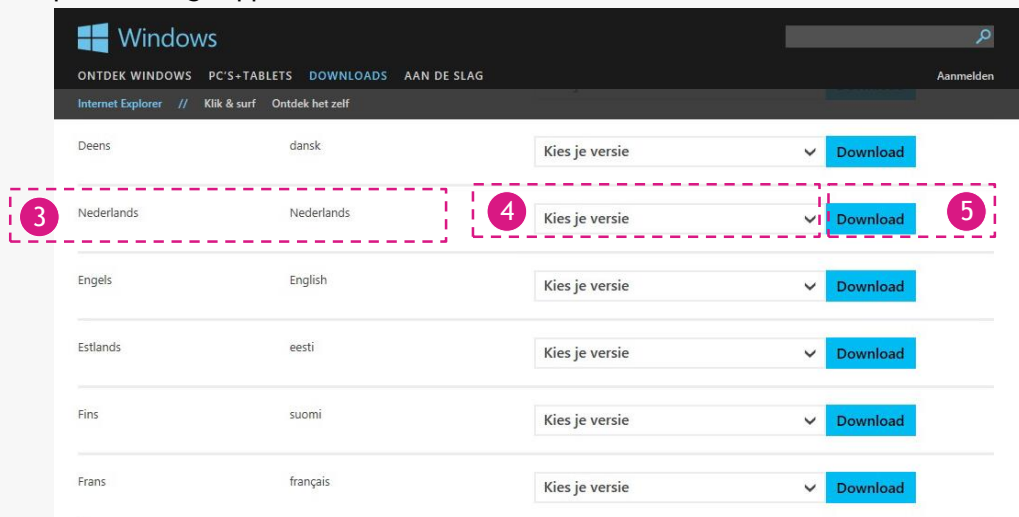 Windows
ONTDEK WINDOWS PC'S+TABLETS DOWNLOADS AAN DE SLAG Aanmelden
Internet Explorer // Klik & surf Ontdek het zelf
Deens dansk Kies je versie Download
3 Nederlands Nederlands 4 Kies je versie Download 5
Engels English Kies je versie Download
Estlands eesti Kies je versie Download
Fins suomi Kies je versie Download
Frans français Kies je versie Download